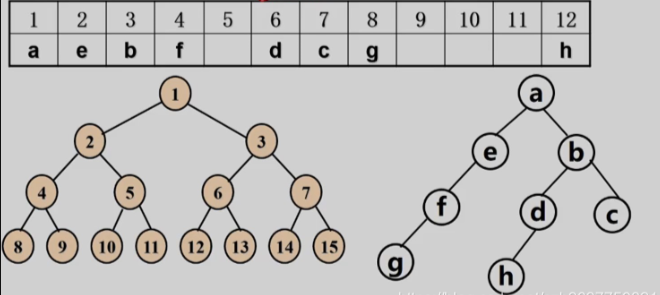 1 2 3 4 5 6 7 8 9 10 11 12
a e b f d c g h
1 a
2 3 e b
4 5 6 7 f d c
8 9 10 11 12 13 14 15 g h